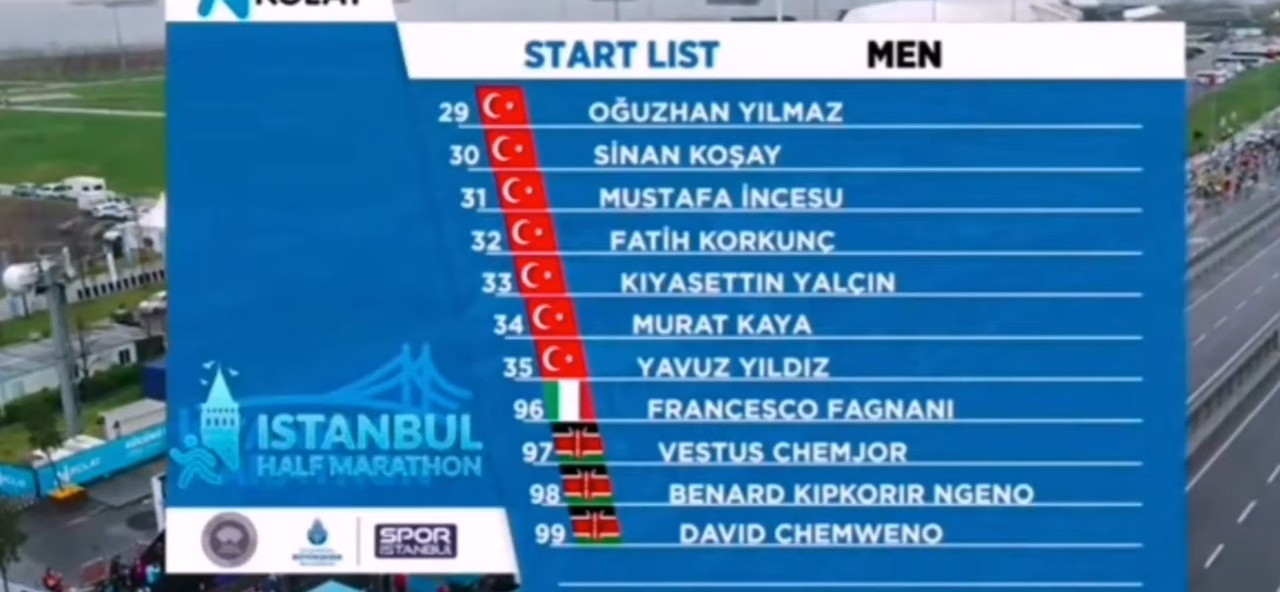 START LIST MEN
29 OĞUZHAN YILMAZ
30 SİNAN KOŞAY
31 MUSTAFA İNCESU
32 FATİH KORKUNÇ
33 KIYASETTIN YALÇIN
34 MURAT KAYA
35 YAVUZ YILDIZ
96 FRANCESCO FAGNANI
97 VESTUS CHEMJOR
98 BENARD KIPKORIR NGENO
99 DAVID CHEMWENO
ISTANBUL
HALF MARATHON
SPOR
ISTANBUL